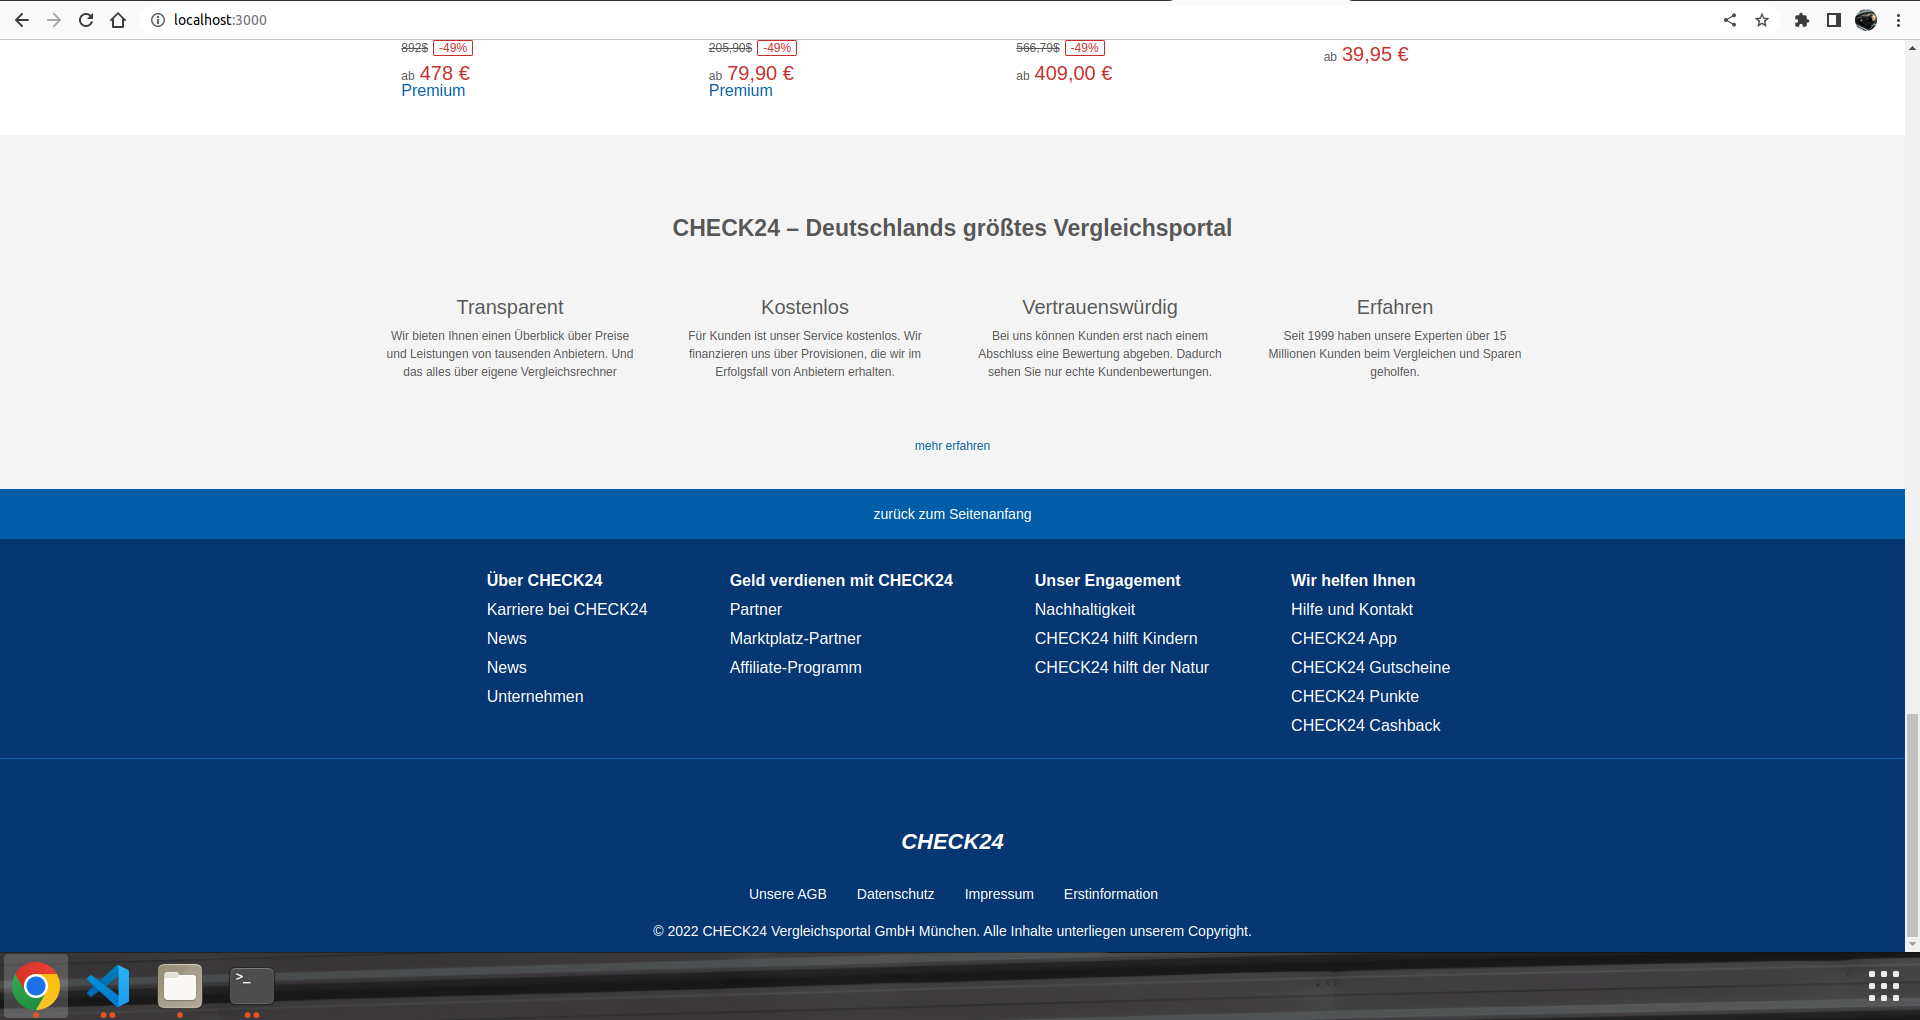 localhost:3000
892$ -49%
ab 478 €
Premium
205,90$ -49%
ab 79,90 €
Premium
566,79$ -49%
ab 409,00 €
ab 39,95 €
CHECK24 – Deutschlands größtes Vergleichsportal
Transparent
Wir bieten Ihnen einen Überblick über Preise
und Leistungen von tausenden Anbietern. Und
das alles über eigene Vergleichsrechner
Kostenlos
Für Kunden ist unser Service kostenlos. Wir
finanzieren uns über Provisionen, die wir im
Erfolgsfall von Anbietern erhalten.
Vertrauenswürdig
Bei uns können Kunden erst nach einem
Abschluss eine Bewertung abgeben. Dadurch
sehen Sie nur echte Kundenbewertungen.
Erfahren
Seit 1999 haben unsere Experten über 15
Millionen Kunden beim Vergleichen und Sparen
geholfen.
mehr erfahren
zurück zum Seitenanfang
Über CHECK24
Karriere bei CHECK24
News
News
Unternehmen
Geld verdienen mit CHECK24
Partner
Marktplatz-Partner
Affiliate-Programm
Unser Engagement
Nachhaltigkeit
CHECK24 hilft Kindern
CHECK24 hilft der Natur
Wir helfen Ihnen
Hilfe und Kontakt
CHECK24 App
CHECK24 Gutscheine
CHECK24 Punkte
CHECK24 Cashback
CHECK24
Unsere AGB Datenschutz Impressum Erstinformation
© 2022 CHECK24 Vergleichsportal GmbH München. Alle Inhalte unterliegen unserem Copyright.
>_